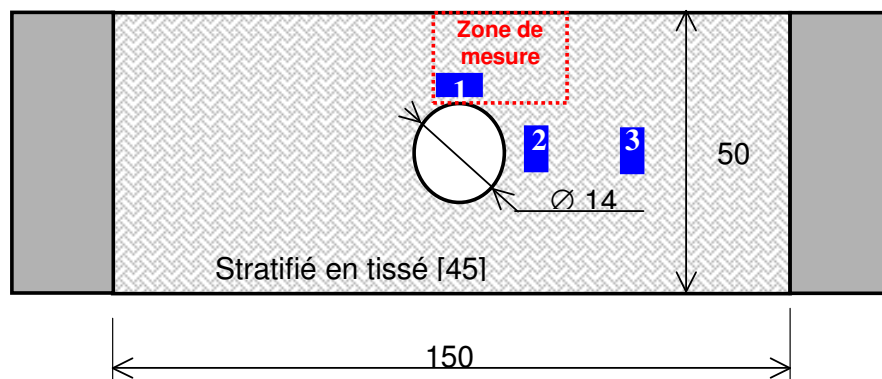 Zone de
mesure
1
2
3
50
∅ 14
Stratifié en tissé [45]
150